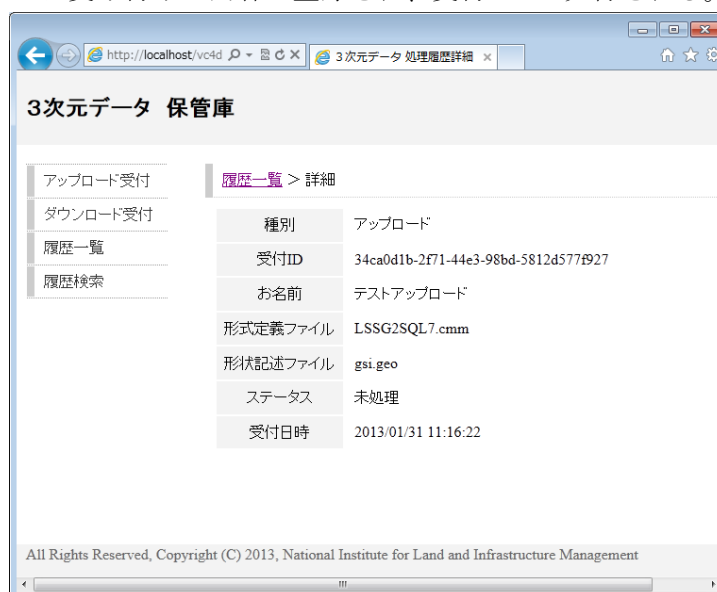 http://localhost/vc4d
3次元データ 処理履歴詳細
3次元データ 保管庫
アップロード受付
ダウンロード受付
履歴一覧
履歴検索
履歴一覧 > 詳細
種別 アップロード
受付ID 34ca0d1b-2f71-44e3-98bd-5812d577f927
お名前 テストアップロード
形式定義ファイル LSSG2SQL7.cmm
形状記述ファイル gsi.geo
ステータス 未処理
受付日時 2013/01/31 11:16:22
All Rights Reserved, Copyright (C) 2013, National Institute for Land and Infrastructure Management